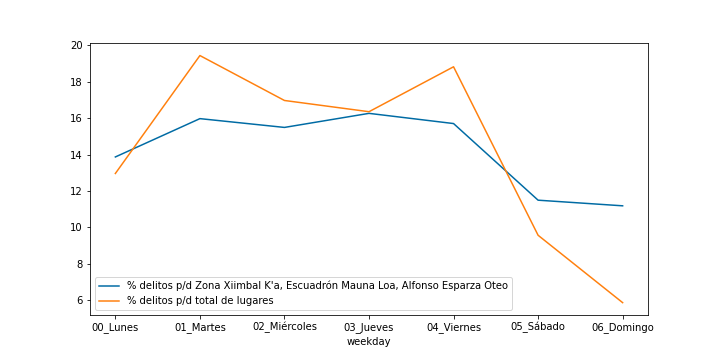 20
18
16
14
12
10
8
6
% delitos p/d Zona Xiimbal K'a, Escuadrón Mauna Loa, Alfonso Esparza Oteo
% delitos p/d total de lugares
00_Lunes 01_Martes 02_Miércoles 03_Jueves 04_Viernes 05_Sábado 06_Domingo
weekday